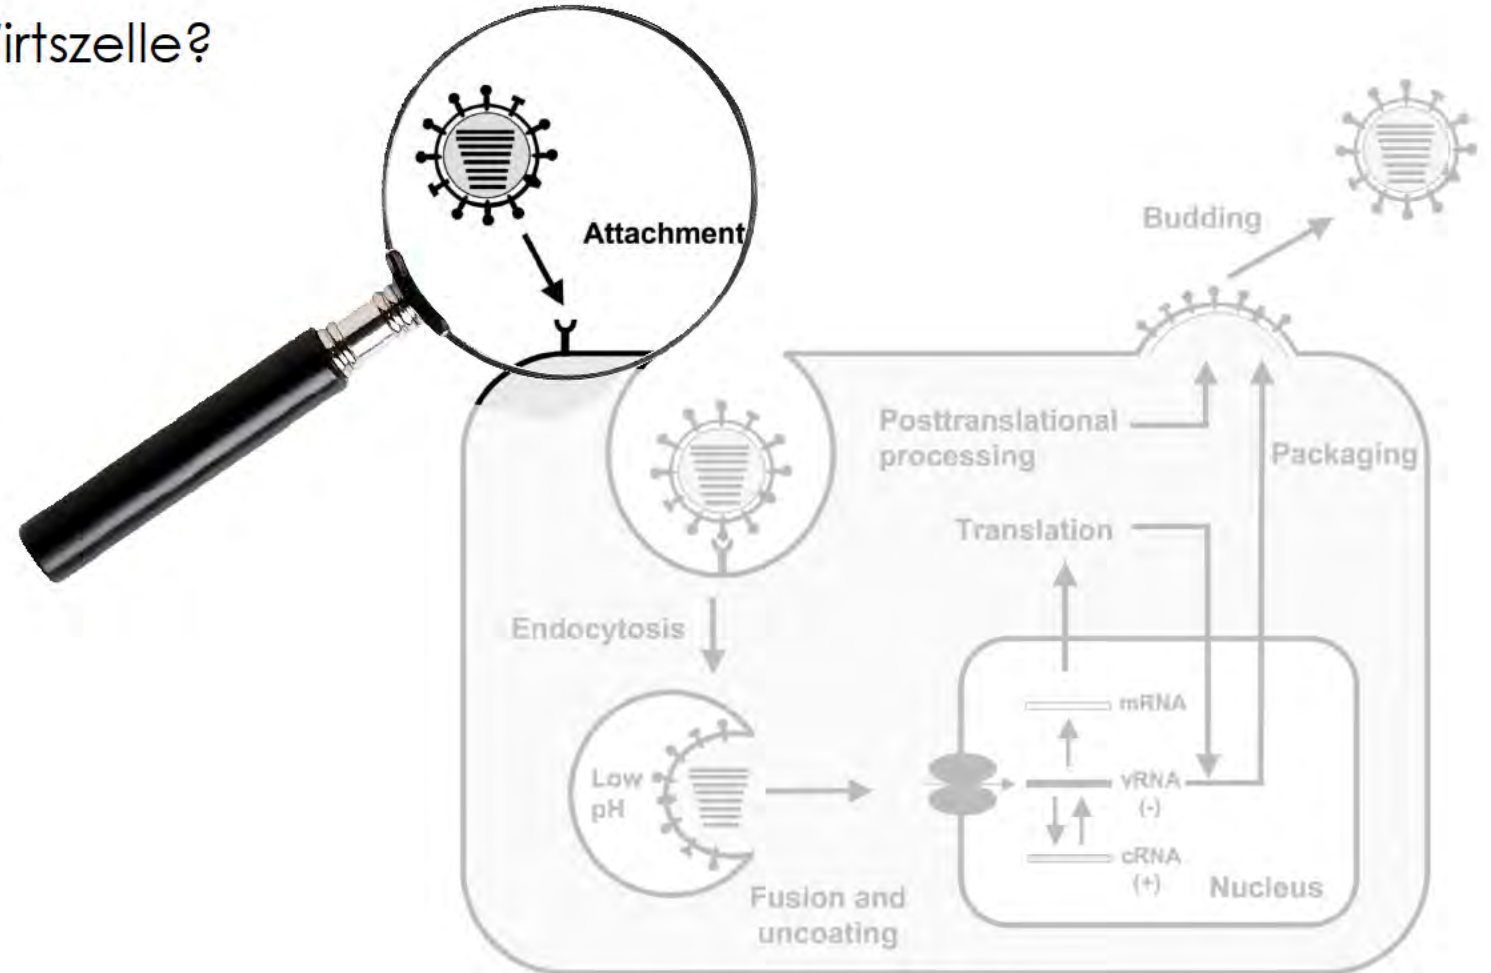 irtszelle?
Attachment
Budding
Posttranslational
processing
Packaging
Translation
Endocytosis
mRNA
Low
pH
vRNA
(-)
cRNA
(+)
Nucleus
Fusion and
uncoating